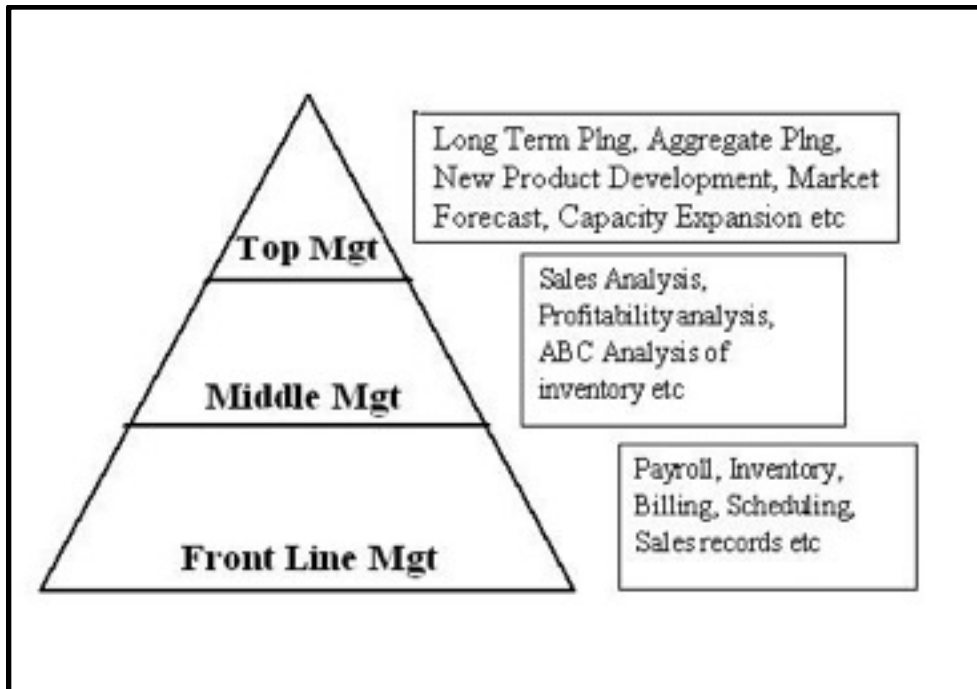 Long Term Plng, Aggregate Plng,
New Product Development, Market
Forecast, Capacity Expansion etc
Top Mgt
Sales Analysis,
Profitability analysis,
ABC Analysis of
inventory etc
Middle Mgt
Payroll, Inventory,
Billing, Scheduling,
Sales records etc
Front Line Mgt